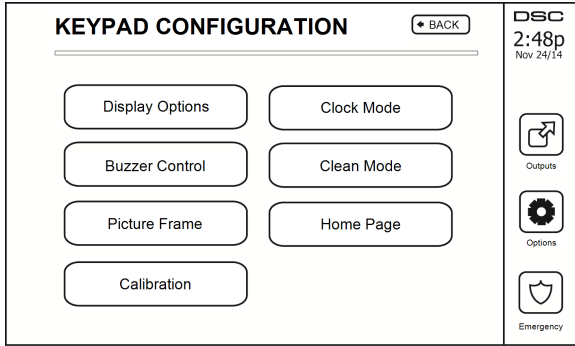 KEYPAD CONFIGURATION
BACK
DSC
2:48p
Nov 24/14
Display Options
Clock Mode
Buzzer Control
Clean Mode
Picture Frame
Home Page
Calibration
Outputs
Options
Emergency